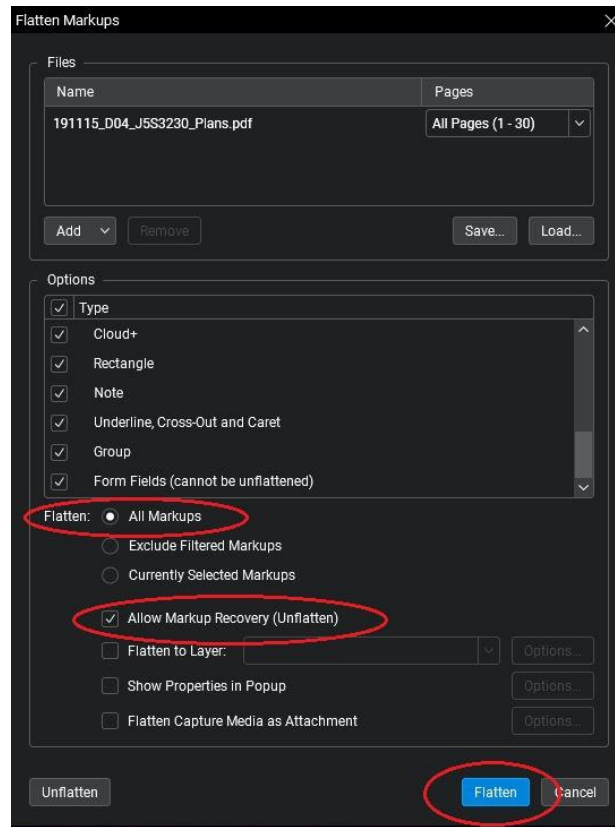 Flatten Markups
Files
Name Pages
191115_D04_J5S3230_Plans.pdf All Pages (1 - 30)
Add Remove Save... Load...
Options
Type
Cloud+
Rectangle
Note
Underline, Cross-Out and Caret
Group
Form Fields (cannot be unflattened)
Flatten: All Markups
Exclude Filtered Markups
Currently Selected Markups
Allow Markup Recovery (Unflatten)
Flatten to Layer: Options...
Show Properties in Popup Options...
Flatten Capture Media as Attachment Options...
Unflatten Flatten Cancel